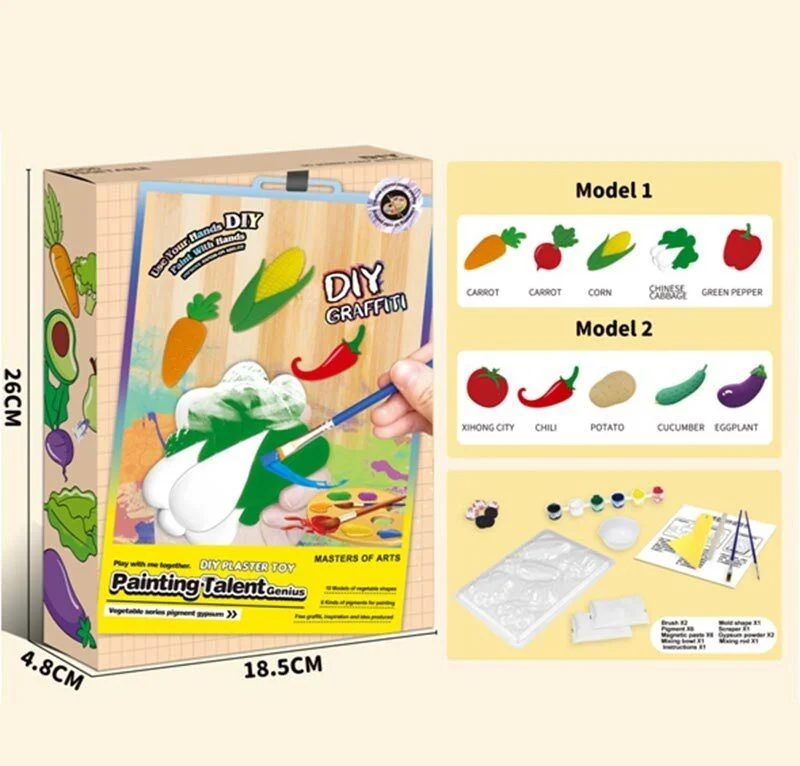 DIY
Use Your Hands DIY
Paint With Hands
DIY
GRAFFITI
Play with me together.
DIY PLASTER TOY
MASTERS OF ARTS
Painting Talent Genius
Vegetable series pigment gypsum >>
10 Models of vegetable shapes
6 Kinds of pigments for painting
Free graffiti, inspiration and idea produced
26CM
4.8CM
18.5CM
Model 1
CARROT
CARROT
CORN
CHINESE
CABBAGE
GREEN PEPPER
Model 2
XIHONG CITY
CHILI
POTATO
CUCUMBER
EGGPLANT
Brush X2
Pigment X6
Magnetic paste X6
Mixing bowl X1
Instructions X1
Mold shape X1
Scraper X1
Gypsum powder X2
Mixing rod X1